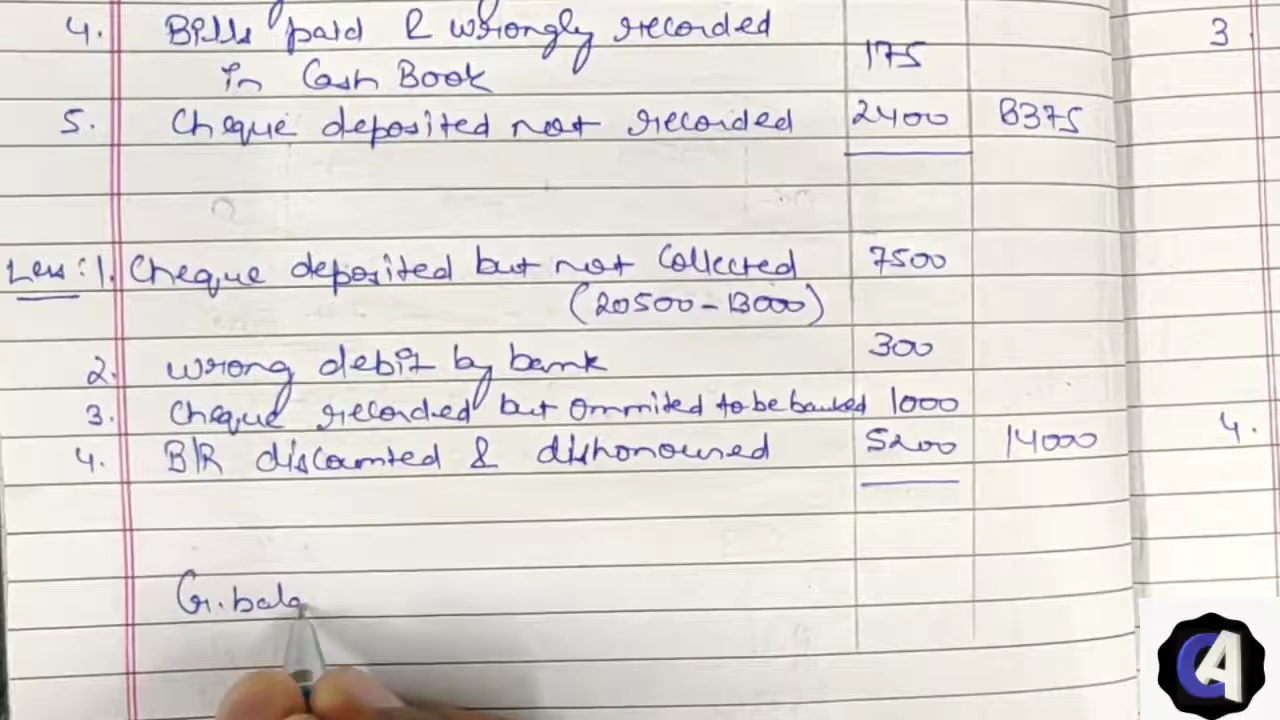 4. Bills paid & wrongly recorded
in Cash Book 175
5. Cheque deposited not recorded 2400 8375
Less: 1. Cheque deposited but not collected 7500
(20500 - 13000)
2. wrong debit by bank 300
3. Cheque recorded but ommited to be banked 1000
4. B/R discounted & dishonoured 5200 14000
Cr. bala
3.
4.
CA